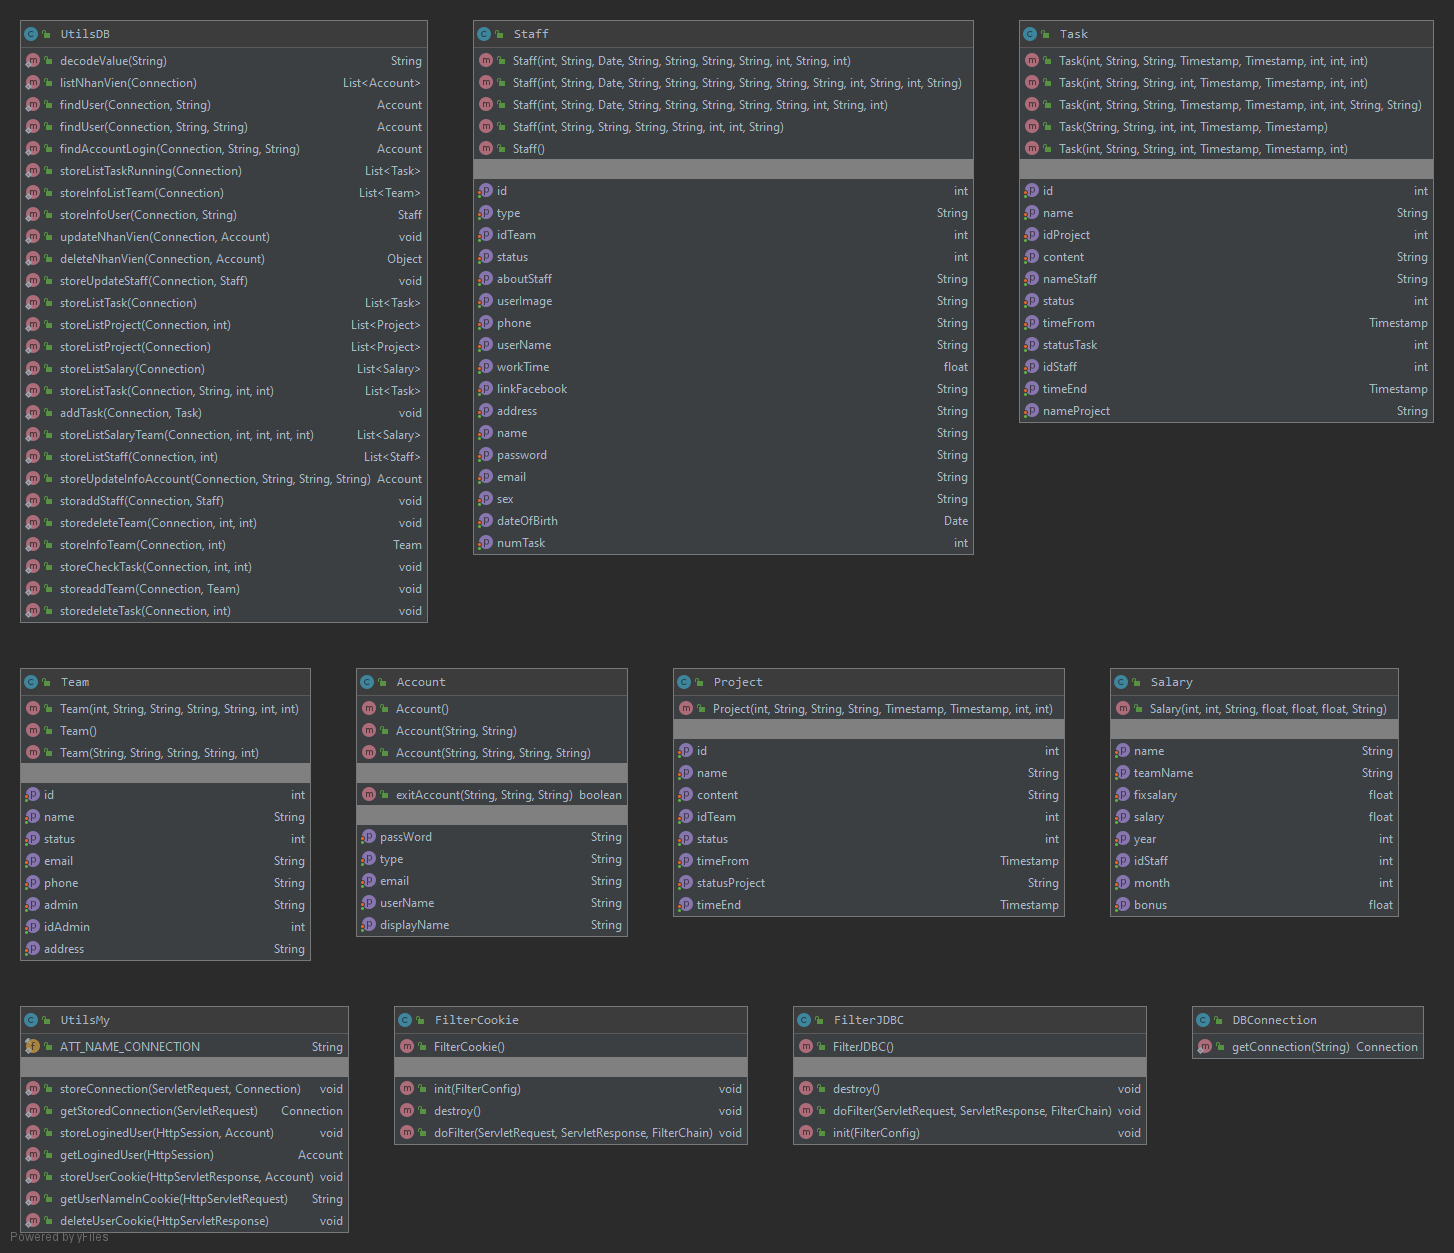 UtilsDB
decodeValue(String) String
listNhanVien(Connection) List<Account>
findUser(Connection, String) Account
findUser(Connection, String, String) Account
findAccountLogin(Connection, String, String) Account
storeListTaskRunning(Connection) List<Task>
storeInfoListTeam(Connection) List<Team>
storeInfoUser(Connection, String) Staff
updateNhanVien(Connection, Account) void
deleteNhanVien(Connection, Account) Object
storeUpdateStaff(Connection, Staff) void
storeListTask(Connection) List<Task>
storeListProject(Connection, int) List<Project>
storeListProject(Connection) List<Project>
storeListSalary(Connection) List<Salary>
storeListTask(Connection, String, int, int) List<Task>
addTask(Connection, Task) void
storeListSalaryTeam(Connection, int, int, int, int) List<Salary>
storeListStaff(Connection, int) List<Staff>
storeUpdateInfoAccount(Connection, String, String, String) Account
storaddStaff(Connection, Staff) void
storedeleteTeam(Connection, int, int) void
storeInfoTeam(Connection, int) Team
storeCheckTask(Connection, int, int) void
storeaddTeam(Connection, Team) void
storedeleteTask(Connection, int) void
Staff
Staff(int, String, Date, String, String, String, String, int, String, int)
Staff(int, String, Date, String, String, String, String, String, int, String, int, String)
Staff(int, String, Date, String, String, String, String, String, int, String, int)
Staff(int, String, String, String, String, int, int, String)
Staff()
id int
type String
idTeam int
status int
aboutStaff String
userImage String
phone String
userName String
workTime float
linkFacebook String
address String
name String
password String
email String
sex String
dateOfBirth Date
numTask int
Task
Task(int, String, String, Timestamp, Timestamp, int, int, int)
Task(int, String, String, int, Timestamp, Timestamp, int, int)
Task(int, String, String, Timestamp, Timestamp, int, int, String, String)
Task(String, String, int, int, Timestamp, Timestamp)
Task(int, String, String, int, Timestamp, Timestamp, int)
id int
name String
idProject int
content String
nameStaff String
status int
timeFrom Timestamp
statusTask int
idStaff int
timeEnd Timestamp
nameProject String
Team
Team(int, String, String, String, String, int, int)
Team()
Team(String, String, String, String, int)
id int
name String
status int
email String
phone String
admin String
idAdmin int
address String
Account
Account()
Account(String, String)
Account(String, String, String, String)
exitAccount(String, String, String) boolean
passWord String
type String
email String
userName String
displayName String
Project
Project(int, String, String, String, Timestamp, Timestamp, int, int)
id int
name String
content String
idTeam int
status int
timeFrom Timestamp
statusProject String
timeEnd Timestamp
Salary
Salary(int, int, String, float, float, float, String)
name String
teamName String
fixsalary float
salary float
year int
idStaff int
month int
bonus float
UtilsMy
ATT_NAME_CONNECTION String
storeConnection(ServletRequest, Connection) void
getStoredConnection(ServletRequest) Connection
storeLoginedUser(HttpSession, Account) void
getLoginedUser(HttpSession) Account
storeUserCookie(HttpServletResponse, Account) void
getUserNameInCookie(HttpServletRequest) String
deleteUserCookie(HttpServletResponse) void
FilterCookie
FilterCookie()
init(FilterConfig) void
destroy() void
doFilter(ServletRequest, ServletResponse, FilterChain) void
FilterJDBC
FilterJDBC()
destroy() void
doFilter(ServletRequest, ServletResponse, FilterChain) void
init(FilterConfig) void
DBConnection
getConnection(String) Connection
Powered by yFiles